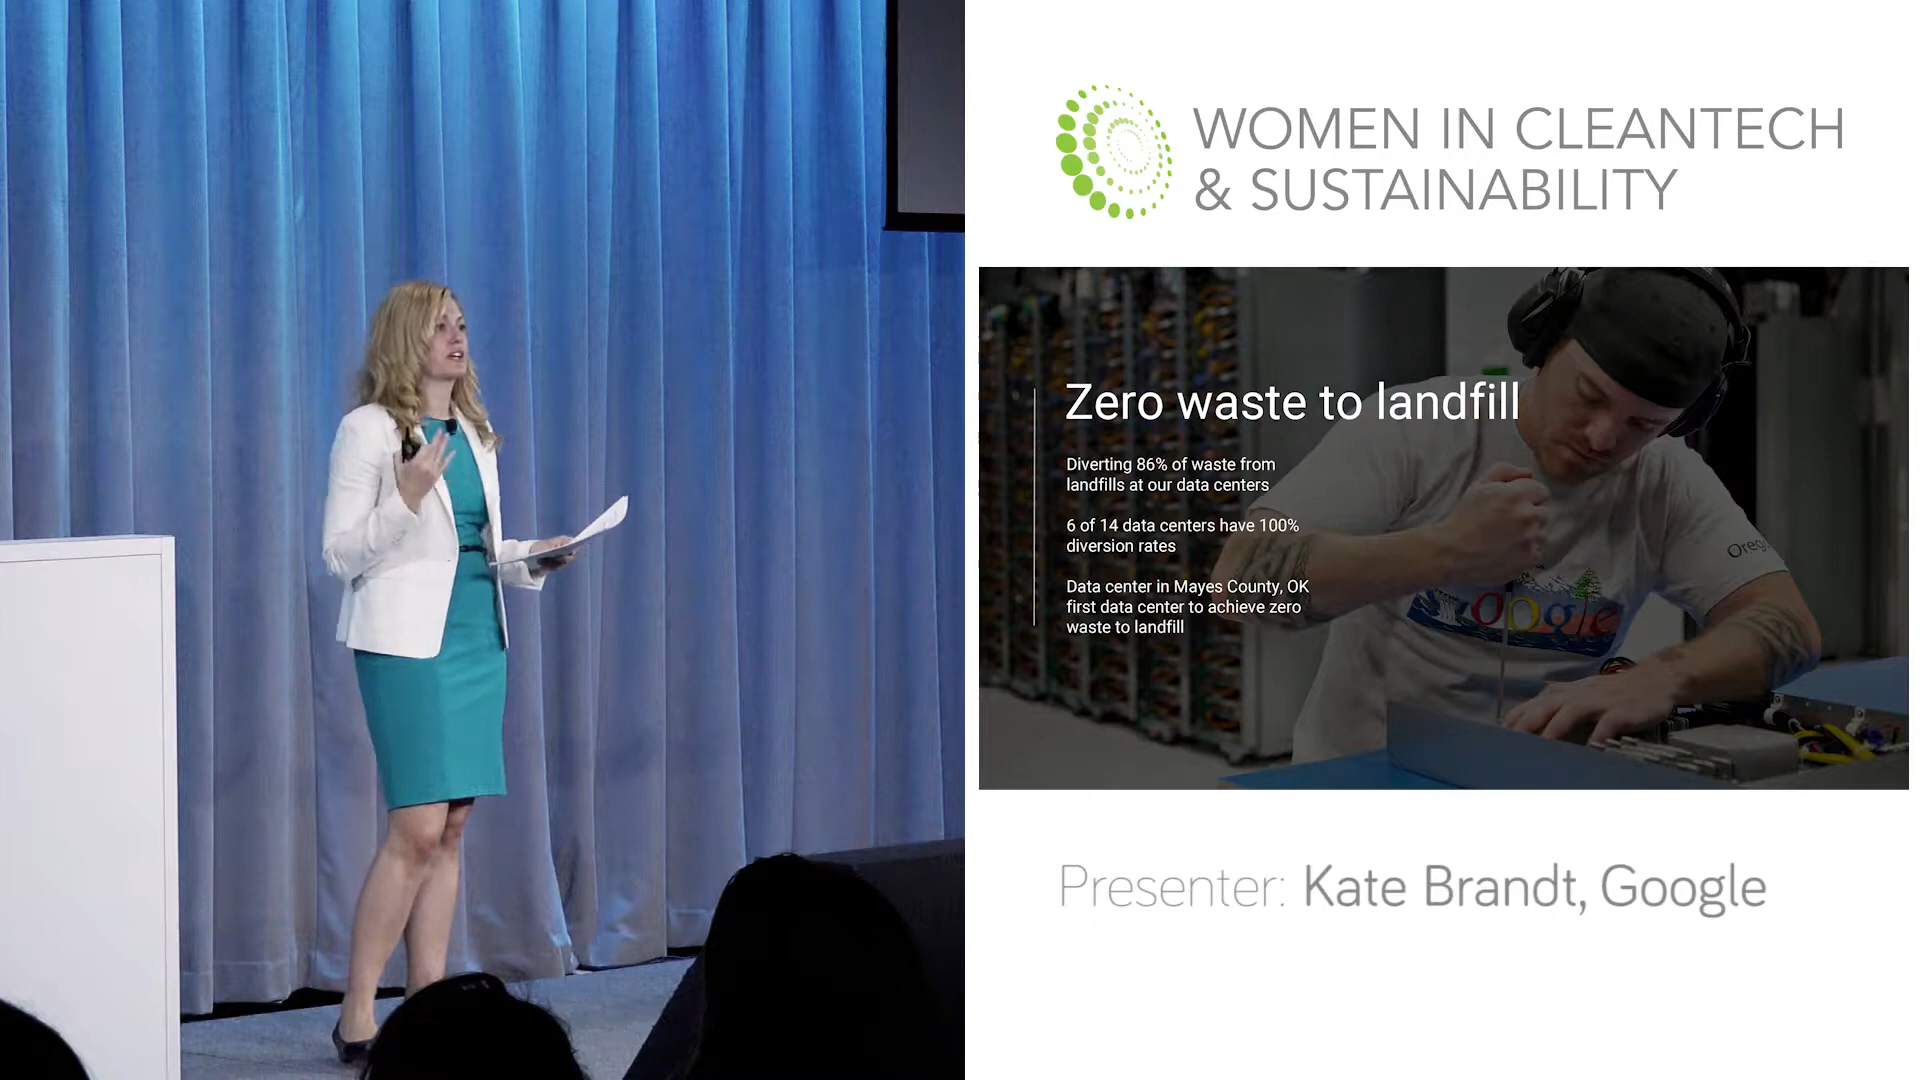 WOMEN IN CLEANTECH
& SUSTAINABILITY
Zero waste to landfill
Diverting 86% of waste from
landfills at our data centers
6 of 14 data centers have 100%
diversion rates
Data center in Mayes County, OK
first data center to achieve zero
waste to landfill
Google
Presenter: Kate Brandt, Google